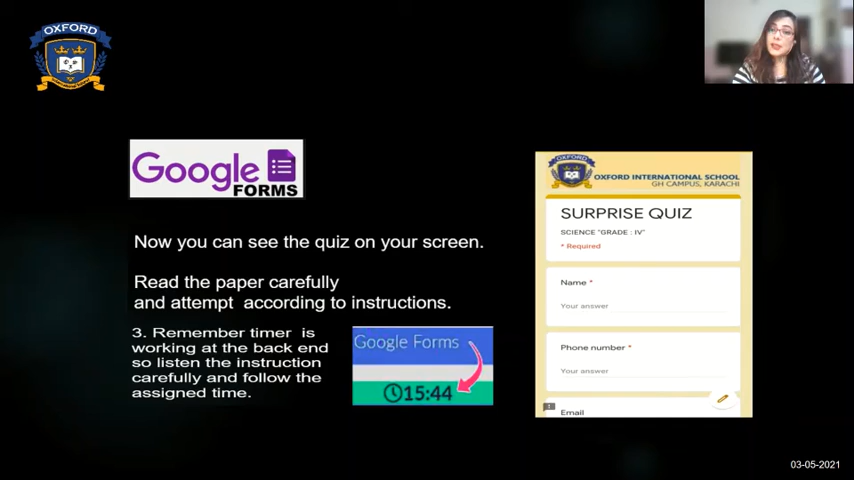 OXFORD
Google
FORMS
Now you can see the quiz on your screen.
Read the paper carefully
and attempt according to instructions.
3. Remember timer is
working at the back end
so listen the instruction
carefully and follow the
assigned time.
Google Forms
15:44
OXFORD
OXFORD INTERNATIONAL SCHOOL
GH CAMPUS, KARACHI
SURPRISE QUIZ
SCIENCE "GRADE : IV"
* Required
Name *
Your answer
Phone number *
Your answer
Email
03-05-2021